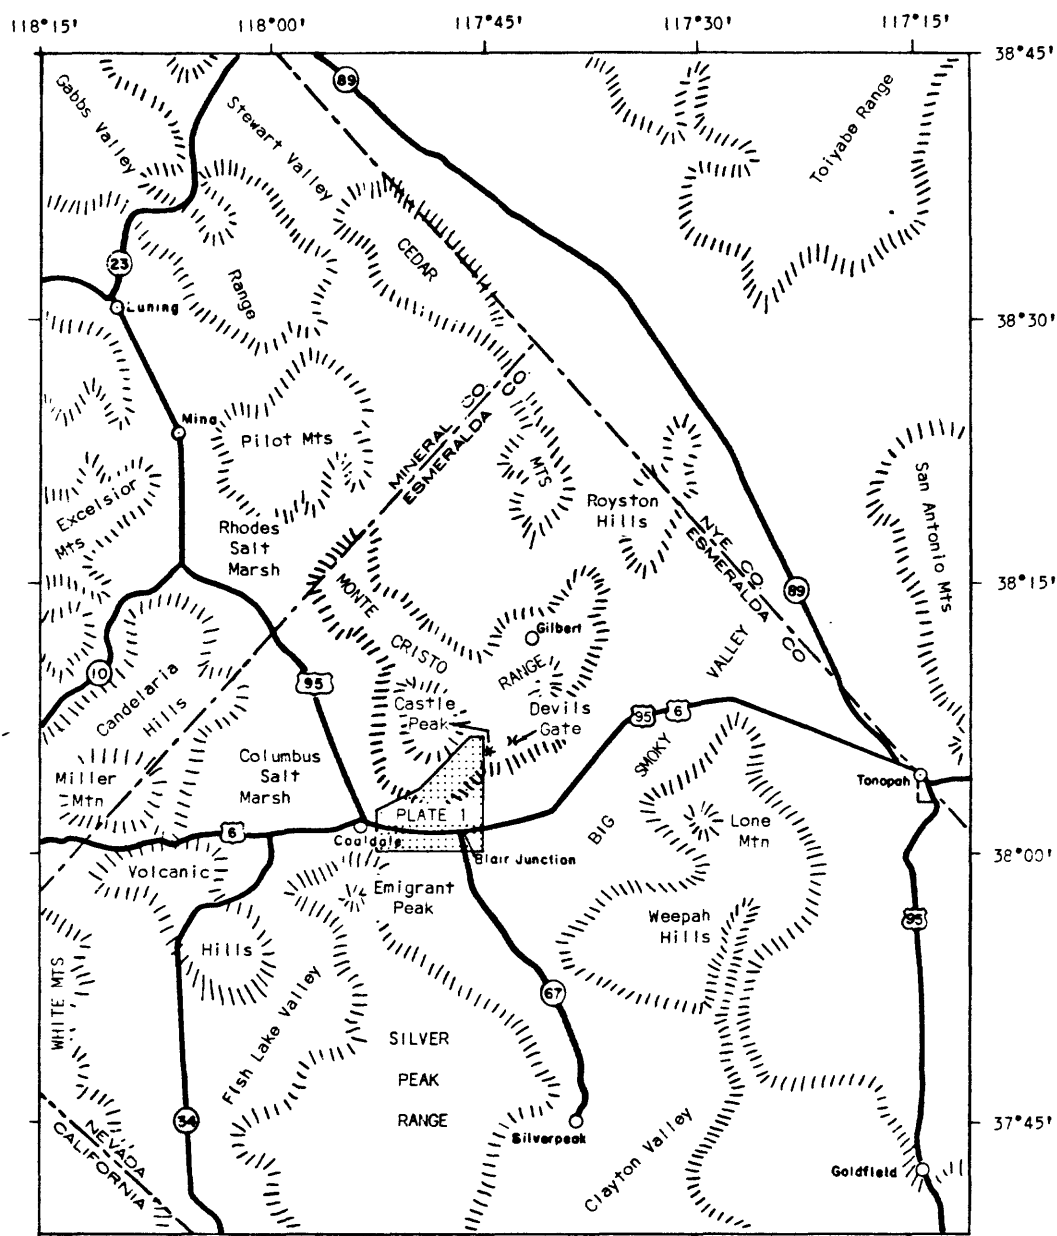 118°15' 118°00' 117°45' 117°30' 117°15'
38°45'
89
Gabbs Valley
Stewart Valley
Toiyabe Range
CEDAR
23
Range
Luning
38°30'
Mina
Pilot Mts
MINERAL CO.
ESMERALDA CO.
MTS
Excelsior
Mts
Royston
Hills
San Antonio Mts
Rhodes
Salt
Marsh
NYE CO.
ESMERALDA CO
38°15'
MONTE
89
Gilbert
CRISTO
RANGE
VALLEY
10
95
Candelaria
Hills
Castle
Peak
Devils
Gate
95 6
SMOKY
Columbus
Salt
Marsh
Miller
Mtn
Tonopah
PLATE 1
BIG
Lone
Mtn
6
Coaldale
Blair Junction
38°00'
Volcanic
Emigrant
Peak
Weepah
Hills
95
Hills
WHITE MTS
Fish Lake Valley
67
SILVER
PEAK
RANGE
34
NEVADA
CALIFORNIA
Silverpeak
37°45'
Clayton Valley
Goldfield